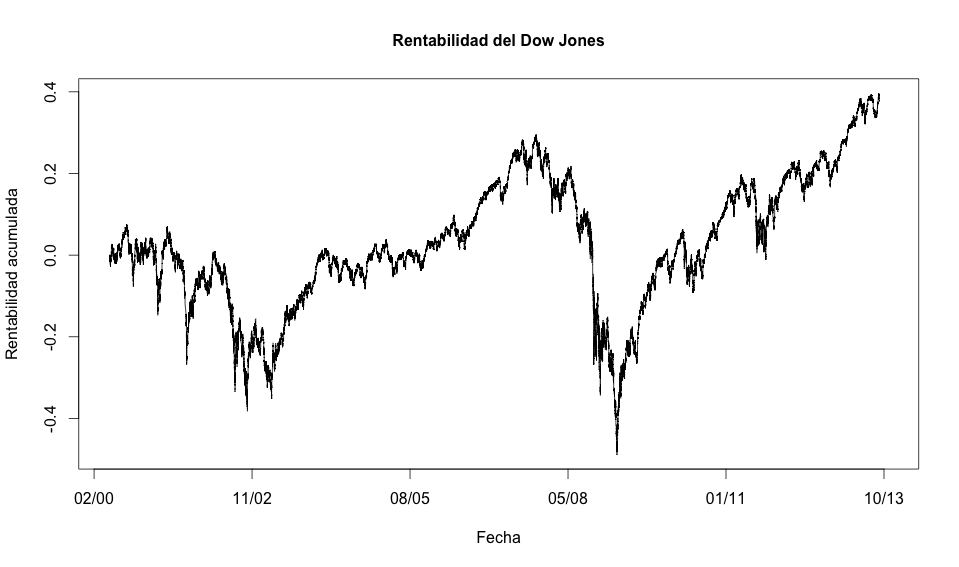 Rentabilidad del Dow Jones
Rentabilidad acumulada
0.4
0.2
0.0
-0.2
-0.4
02/00 11/02 08/05 05/08 01/11 10/13
Fecha